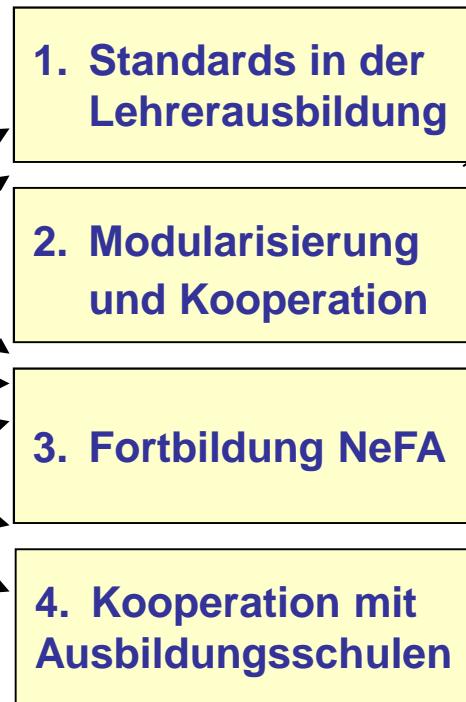 1. Standards in der
Lehrerausbildung
2. Modularisierung
und Kooperation
3. Fortbildung NeFA
4. Kooperation mit
Ausbildungsschulen